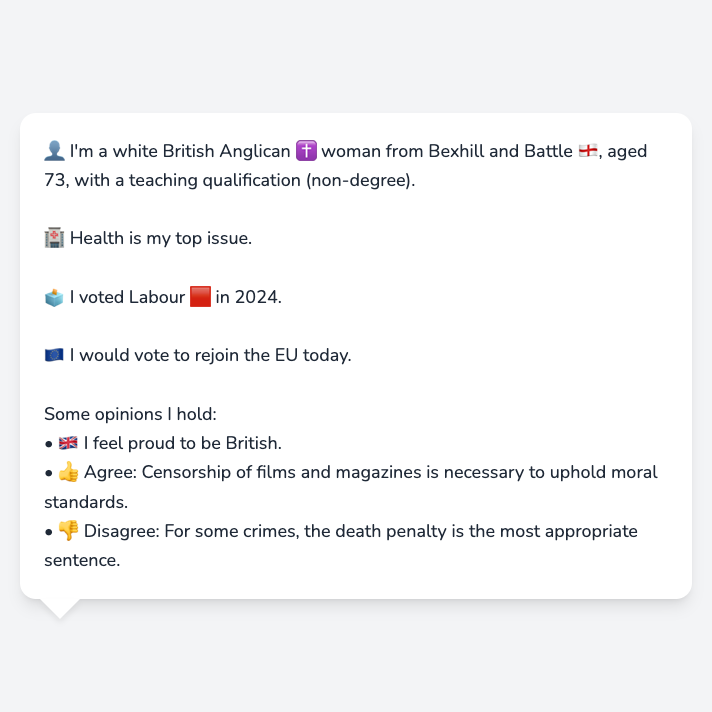 👤 I'm a white British Anglican ✝️ woman from Bexhill and Battle 🏴󠁧󠁢󠁥󠁮󠁧󠁿, aged
73, with a teaching qualification (non-degree).
🏥 Health is my top issue.
🗳️ I voted Labour 🟥 in 2024.
🇪🇺 I would vote to rejoin the EU today.
Some opinions I hold:
• 🇬🇧 I feel proud to be British.
• 👍 Agree: Censorship of films and magazines is necessary to uphold moral
standards.
• 👎 Disagree: For some crimes, the death penalty is the most appropriate
sentence.